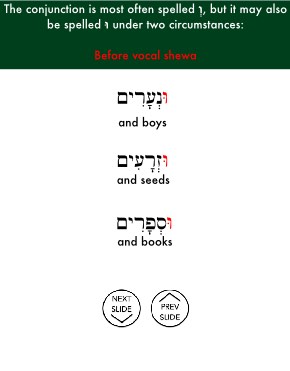 The conjunction is most often spelled וְ, but it may also
be spelled וּ under two circumstances:
Before vocal shewa
וּנְעָרִים
and boys
וּזְרָעִים
and seeds
וּסְפָרִים
and books
NEXT
SLIDE
PREV
SLIDE